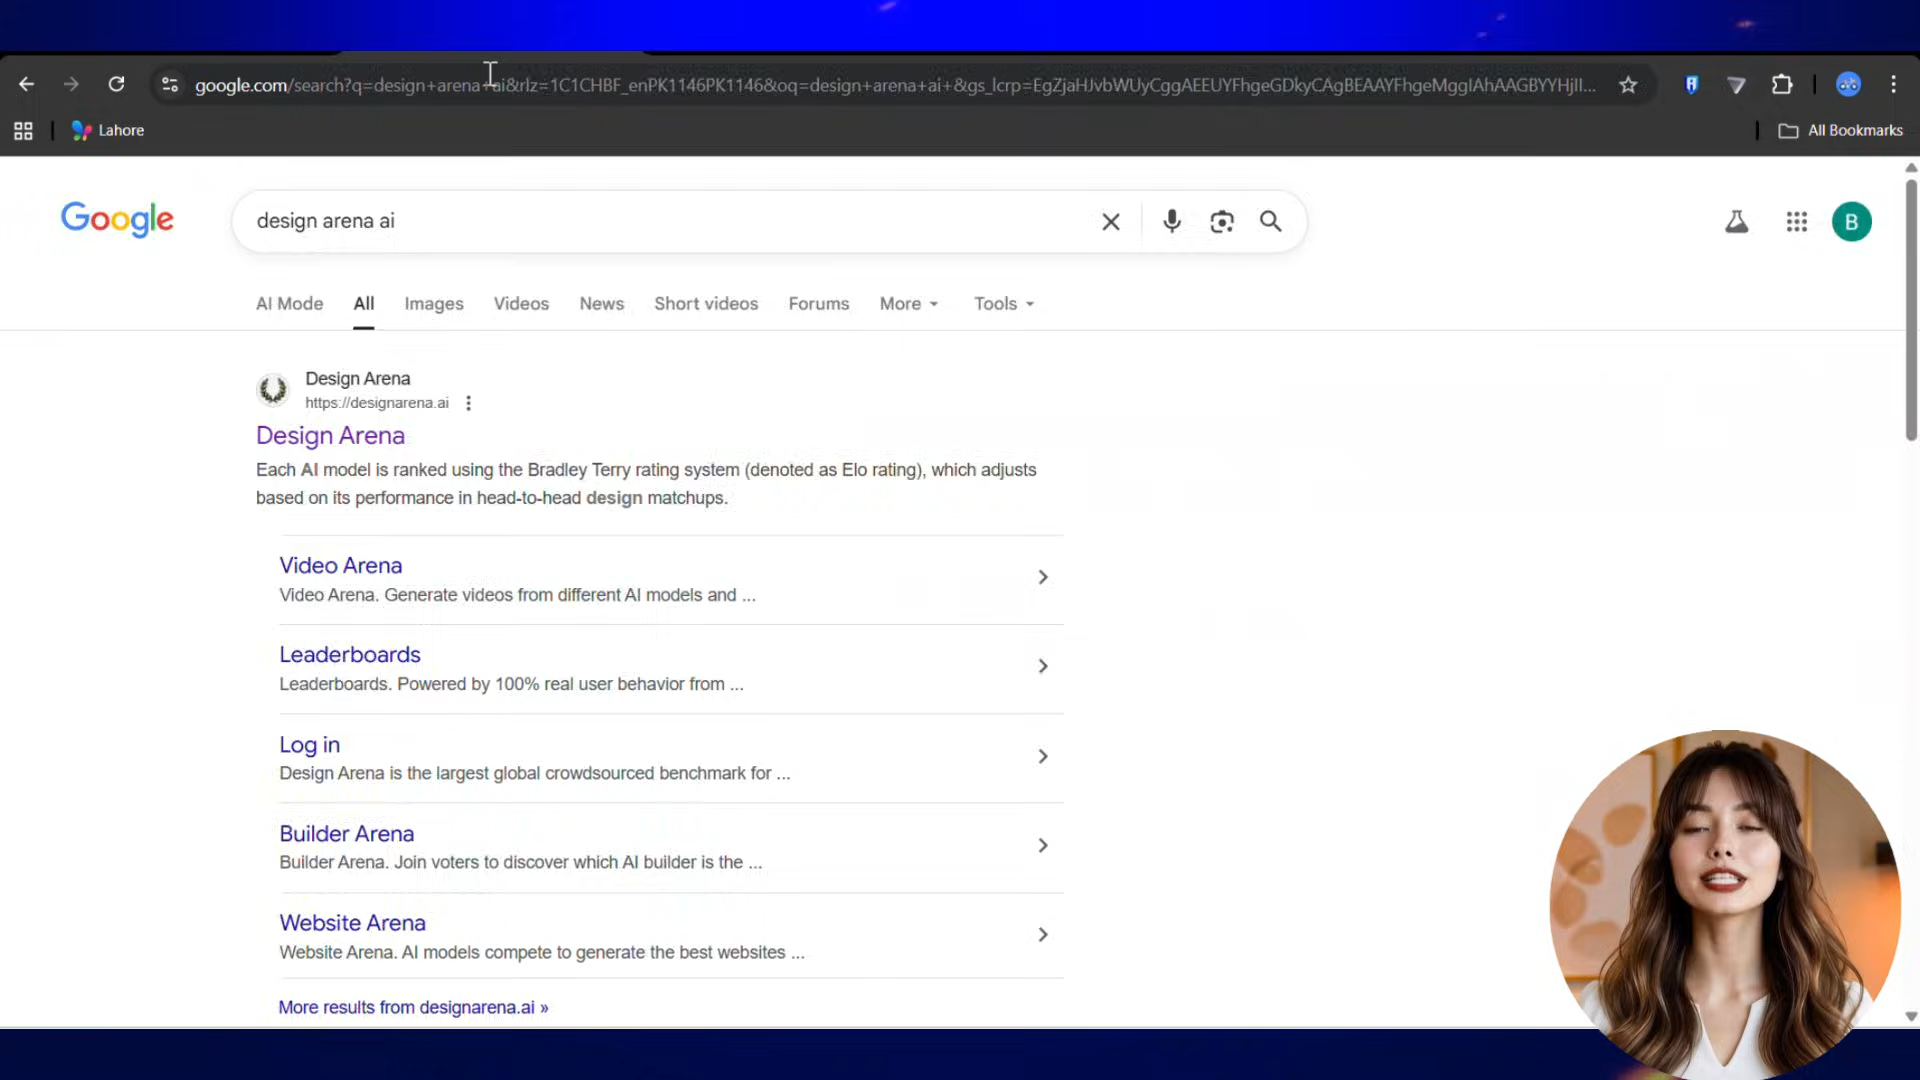 google.com/search?q=design+arena+ai&rlz=1C1CHBF_enPK1146PK1146&oq=design+arena+ai+&gs_lcrp=EgZjaHJvbWUyCggAEEUYFhgeGDkyCAgBEAAYFhgeMggIAhAAGBYYHjII...
Lahore
All Bookmarks
Google
design arena ai
B
AI Mode
All
Images
Videos
News
Short videos
Forums
More
Tools
Design Arena
https://designarena.ai
Design Arena
Each AI model is ranked using the Bradley Terry rating system (denoted as Elo rating), which adjusts
based on its performance in head-to-head design matchups.
Video Arena
Video Arena. Generate videos from different AI models and ...
Leaderboards
Leaderboards. Powered by 100% real user behavior from ...
Log in
Design Arena is the largest global crowdsourced benchmark for ...
Builder Arena
Builder Arena. Join voters to discover which AI builder is the ...
Website Arena
Website Arena. AI models compete to generate the best websites ...
More results from designarena.ai »